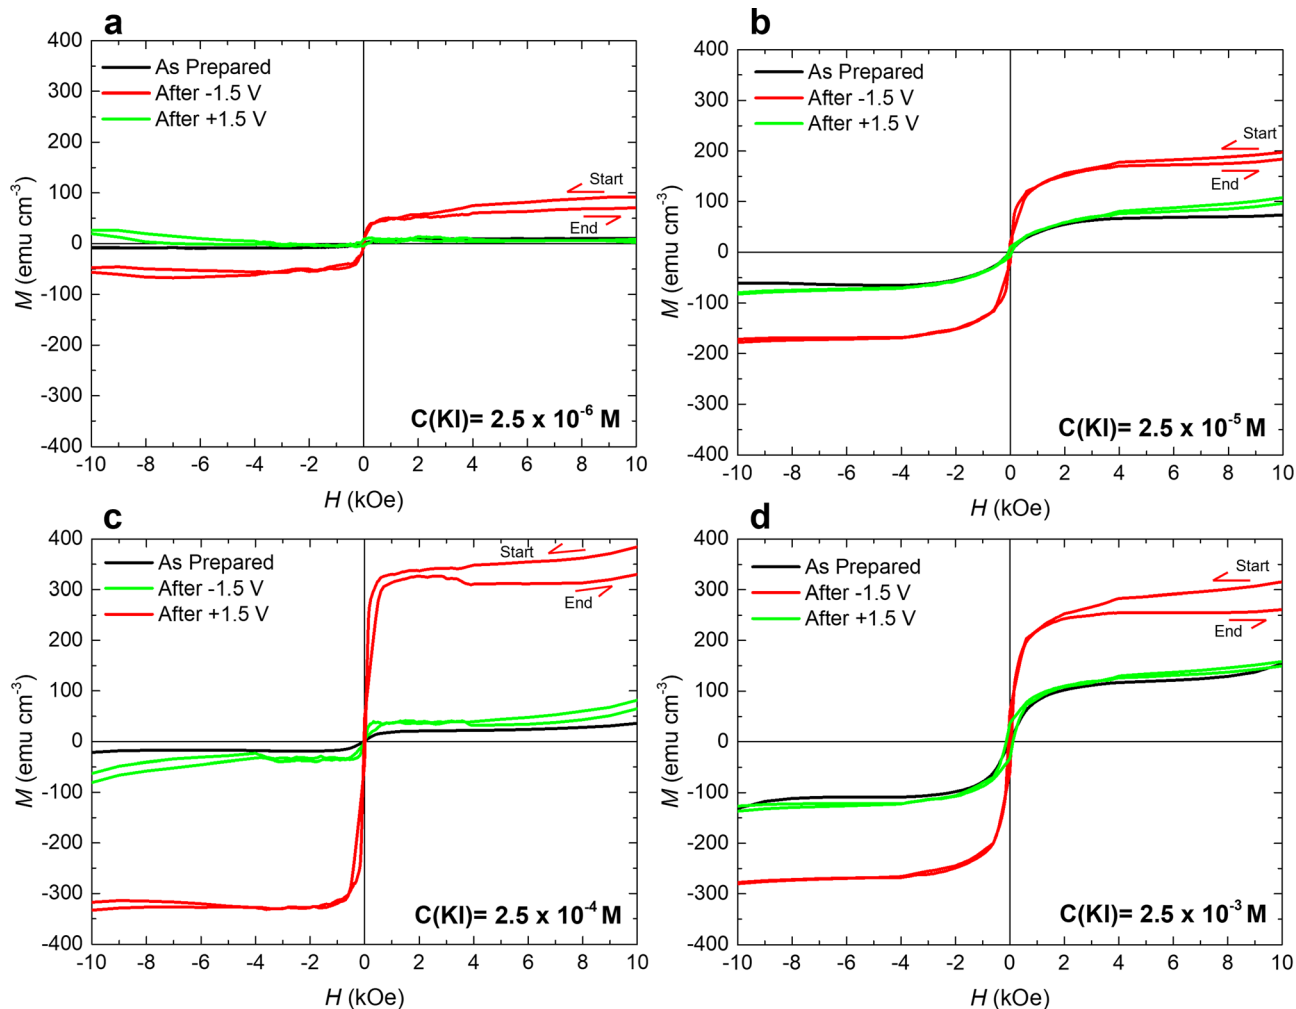 a
400
300
200
100
0
-100
-200
-300
-400
M (emu cm-3)
As Prepared
After -1.5 V
After +1.5 V
Start
End
C(KI)= 2.5 x 10-6 M
-10 -8 -6 -4 -2 0 2 4 6 8 10
H (kOe)
b
400
300
200
100
0
-100
-200
-300
-400
M (emu cm-3)
As Prepared
After -1.5 V
After +1.5 V
Start
End
C(KI)= 2.5 x 10-5 M
-10 -8 -6 -4 -2 0 2 4 6 8 10
H (kOe)
c
400
300
200
100
0
-100
-200
-300
-400
M (emu cm-3)
As Prepared
After -1.5 V
After +1.5 V
Start
End
C(KI)= 2.5 x 10-4 M
-10 -8 -6 -4 -2 0 2 4 6 8 10
H (kOe)
d
400
300
200
100
0
-100
-200
-300
-400
M (emu cm-3)
As Prepared
After -1.5 V
After +1.5 V
Start
End
C(KI)= 2.5 x 10-3 M
-10 -8 -6 -4 -2 0 2 4 6 8 10
H (kOe)